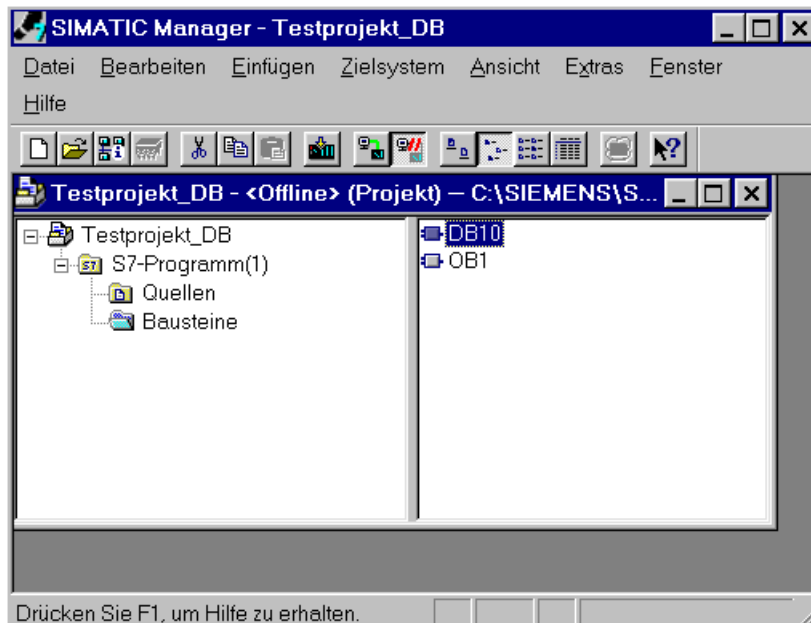 SIMATIC Manager - Testprojekt_DB
Datei Bearbeiten Einfügen Zielsystem Ansicht Extras Fenster
Hilfe
Testprojekt_DB - <Offline> (Projekt) — C:\SIEMENS\S...
Testprojekt_DB
S7-Programm(1)
Quellen
Bausteine
DB10
OB1
Drücken Sie F1, um Hilfe zu erhalten.